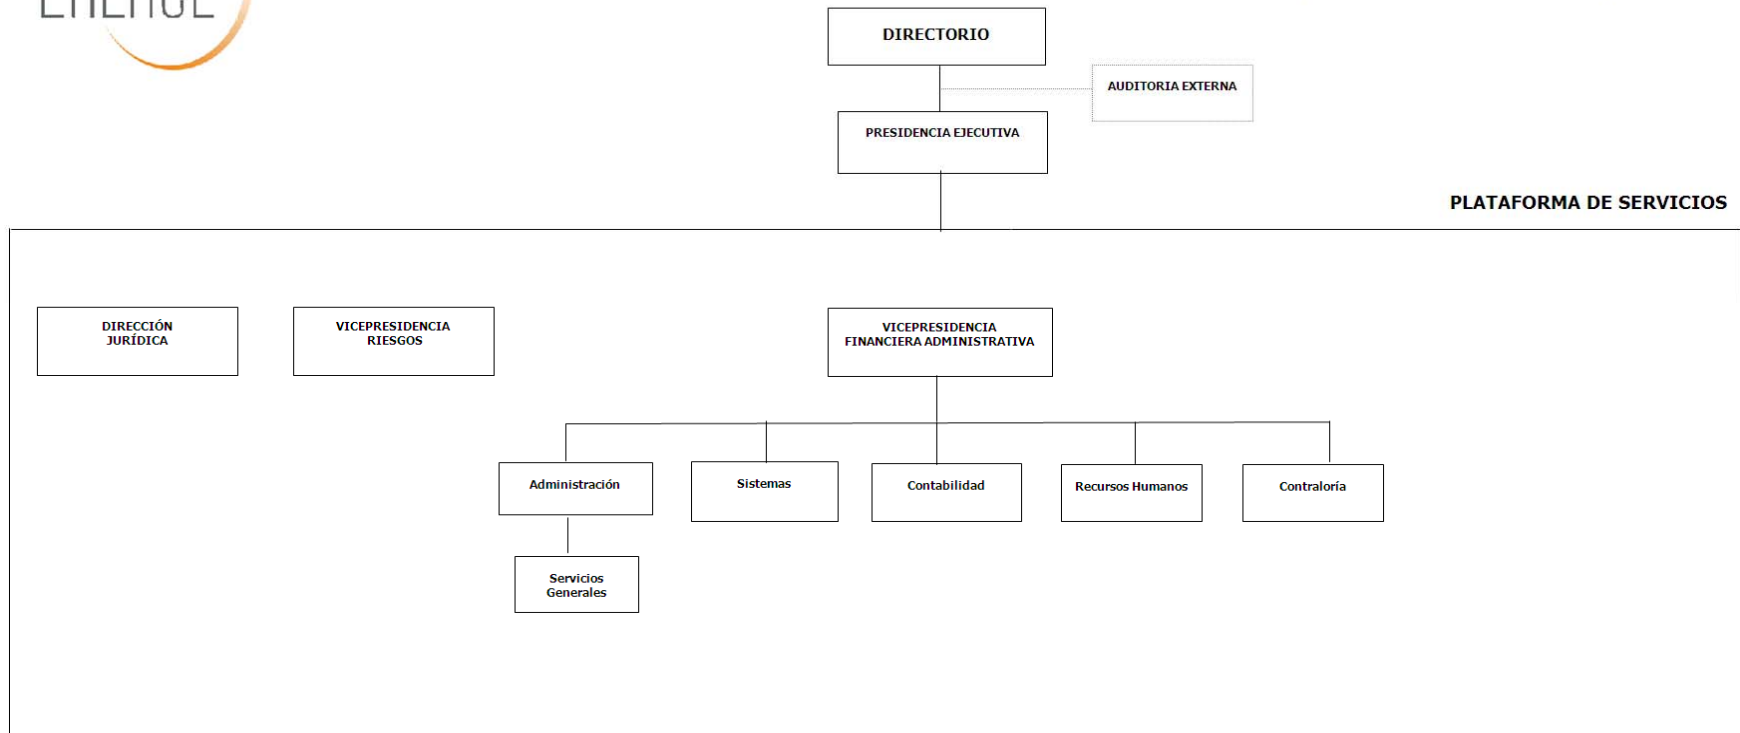 DIRECTORIO
AUDITORIA EXTERNA
PRESIDENCIA EJECUTIVA
PLATAFORMA DE SERVICIOS
DIRECCIÓN
JURÍDICA
VICEPRESIDENCIA
RIESGOS
VICEPRESIDENCIA
FINANCIERA ADMINISTRATIVA
Administración
Sistemas
Contabilidad
Recursos Humanos
Contraloría
Servicios
Generales